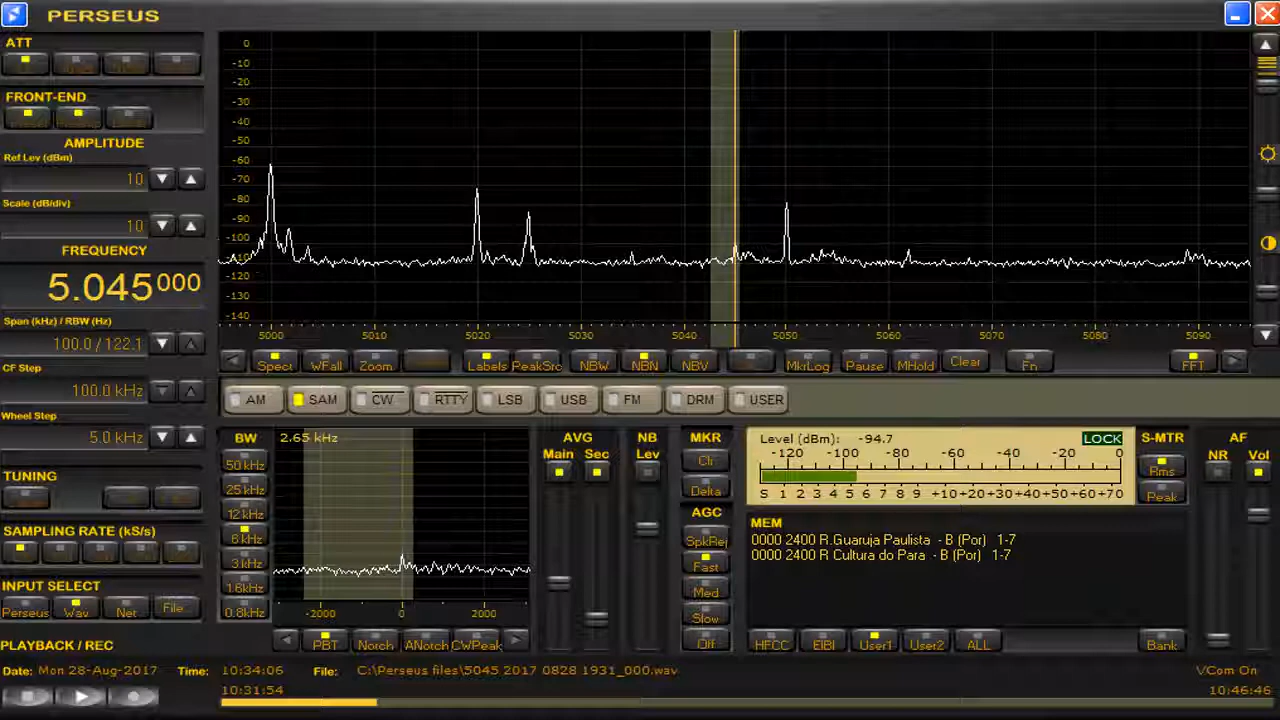 PERSEUS
ATT
FRONT-END
AMPLITUDE
Ref Lev (dBm)
10
Scale (dB/div)
10
FREQUENCY
5.045000
Span (kHz) / RBW (Hz)
100.0 / 122.1
CF Step
100.0 kHz
Wheel Step
5.0 kHz
TUNING
SAMPLING RATE (kS/s)
INPUT SELECT
Perseus Wav Net File...
PLAYBACK / REC
0
-10
-20
-30
-40
-50
-60
-70
-80
-90
-100
-110
-120
-130
-140
5000 5010 5020 5030 5040 5050 5060 5070 5080 5090
Spect WFall Zoom Labels PeakSrc NBW NBN NBV MkrLog Pause MHold Clear Fn FFT
AM SAM CW RTTY LSB USB FM DRM USER
BW
50 kHz
25 kHz
12 kHz
6 kHz
3 kHz
1.6kHz
0.8kHz
2.65 kHz
-2000 0 2000
PBT Notch ANotch CWPeak
AVG
Main Sec
NB
Lev
MKR
Clr
Delta
AGC
SpkRej
Fast
Med
Slow
Off
Level (dBm): -94.7 LOCK
-120 -100 -80 -60 -40 -20 0
S 1 2 3 4 5 6 7 8 9 +10+20+30+40+50+60+70
S-MTR
Rms
Peak
AF
NR Vol
MEM
0000 2400 R.Guaruja Paulista - B (Por) 1-7
0000 2400 R Cultura do Para - B (Por) 1-7
HFCC EIBI User1 User2 ALL Bank
Date: Mon 28-Aug-2017 Time: 10:34:06 File: C:\Perseus files\5045 2017 0828 1931_000.wav VCom On
10:31:54 10:46:46